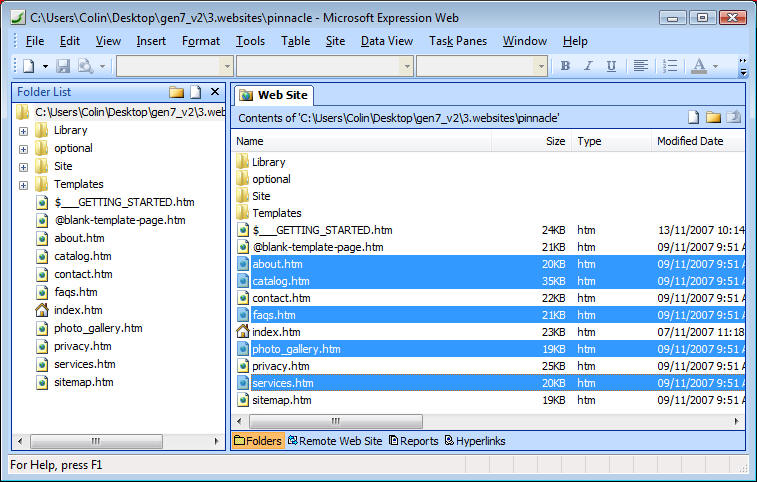 C:\Users\Colin\Desktop\gen7_v2\3.websites\pinnacle - Microsoft Expression Web
File Edit View Insert Format Tools Table Site Data View Task Panes Window Help
B I U A
Folder List
C:\Users\Colin\Desktop\gen7_v2\3.web
Library
optional
Site
Templates
$___GETTING_STARTED.htm
@blank-template-page.htm
about.htm
catalog.htm
contact.htm
faqs.htm
index.htm
photo_gallery.htm
privacy.htm
services.htm
sitemap.htm
Web Site
Contents of 'C:\Users\Colin\Desktop\gen7_v2\3.websites\pinnacle'
Name Size Type Modified Date
Library
optional
Site
Templates
$___GETTING_STARTED.htm 24KB htm 13/11/2007 10:14
@blank-template-page.htm 21KB htm 09/11/2007 9:51 A
about.htm 20KB htm 09/11/2007 9:51 A
catalog.htm 35KB htm 09/11/2007 9:51 A
contact.htm 22KB htm 09/11/2007 9:51 A
faqs.htm 21KB htm 09/11/2007 9:51 A
index.htm 23KB htm 07/11/2007 11:18
photo_gallery.htm 19KB htm 09/11/2007 9:51 A
privacy.htm 25KB htm 09/11/2007 9:51 A
services.htm 20KB htm 09/11/2007 9:51 A
sitemap.htm 19KB htm 09/11/2007 9:51 A
Folders Remote Web Site Reports Hyperlinks
For Help, press F1